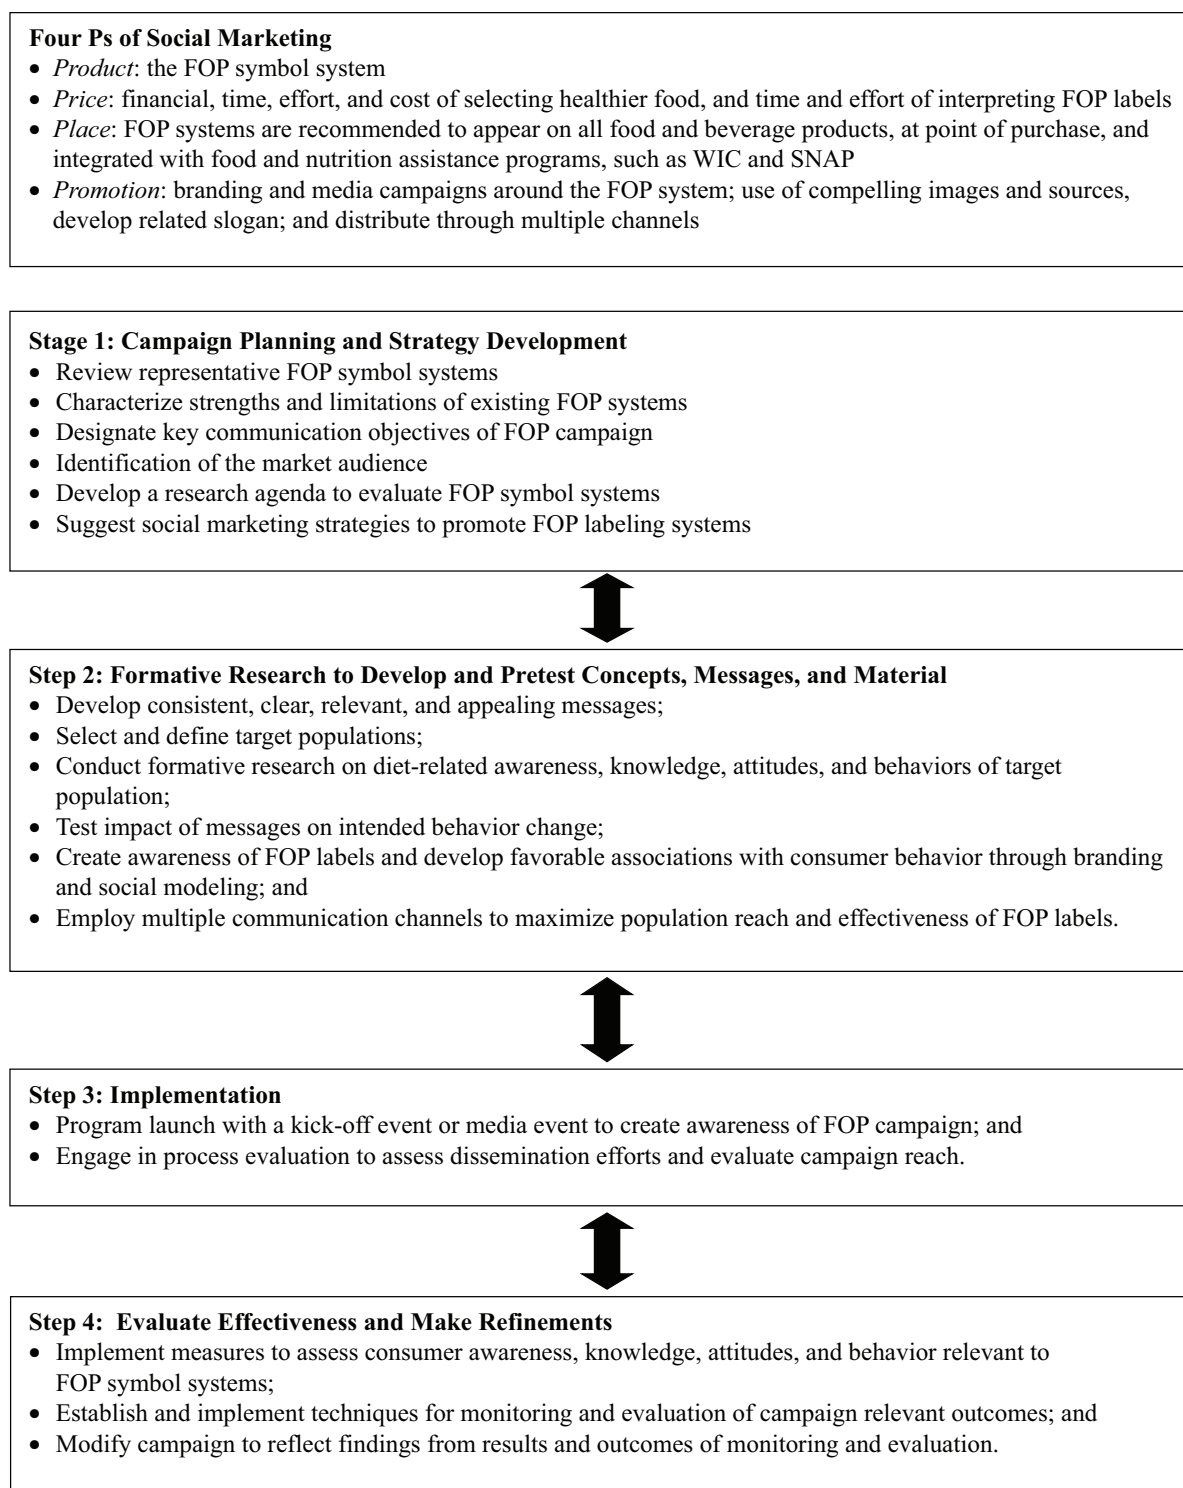 Four Ps of Social Marketing
• Product: the FOP symbol system
• Price: financial, time, effort, and cost of selecting healthier food, and time and effort of interpreting FOP labels
• Place: FOP systems are recommended to appear on all food and beverage products, at point of purchase, and
integrated with food and nutrition assistance programs, such as WIC and SNAP
• Promotion: branding and media campaigns around the FOP system; use of compelling images and sources,
develop related slogan; and distribute through multiple channels
Stage 1: Campaign Planning and Strategy Development
• Review representative FOP symbol systems
• Characterize strengths and limitations of existing FOP systems
• Designate key communication objectives of FOP campaign
• Identification of the market audience
• Develop a research agenda to evaluate FOP symbol systems
• Suggest social marketing strategies to promote FOP labeling systems
Step 2: Formative Research to Develop and Pretest Concepts, Messages, and Material
• Develop consistent, clear, relevant, and appealing messages;
• Select and define target populations;
• Conduct formative research on diet-related awareness, knowledge, attitudes, and behaviors of target
population;
• Test impact of messages on intended behavior change;
• Create awareness of FOP labels and develop favorable associations with consumer behavior through branding
and social modeling; and
• Employ multiple communication channels to maximize population reach and effectiveness of FOP labels.
Step 3: Implementation
• Program launch with a kick-off event or media event to create awareness of FOP campaign; and
• Engage in process evaluation to assess dissemination efforts and evaluate campaign reach.
Step 4: Evaluate Effectiveness and Make Refinements
• Implement measures to assess consumer awareness, knowledge, attitudes, and behavior relevant to
FOP symbol systems;
• Establish and implement techniques for monitoring and evaluation of campaign relevant outcomes; and
• Modify campaign to reflect findings from results and outcomes of monitoring and evaluation.